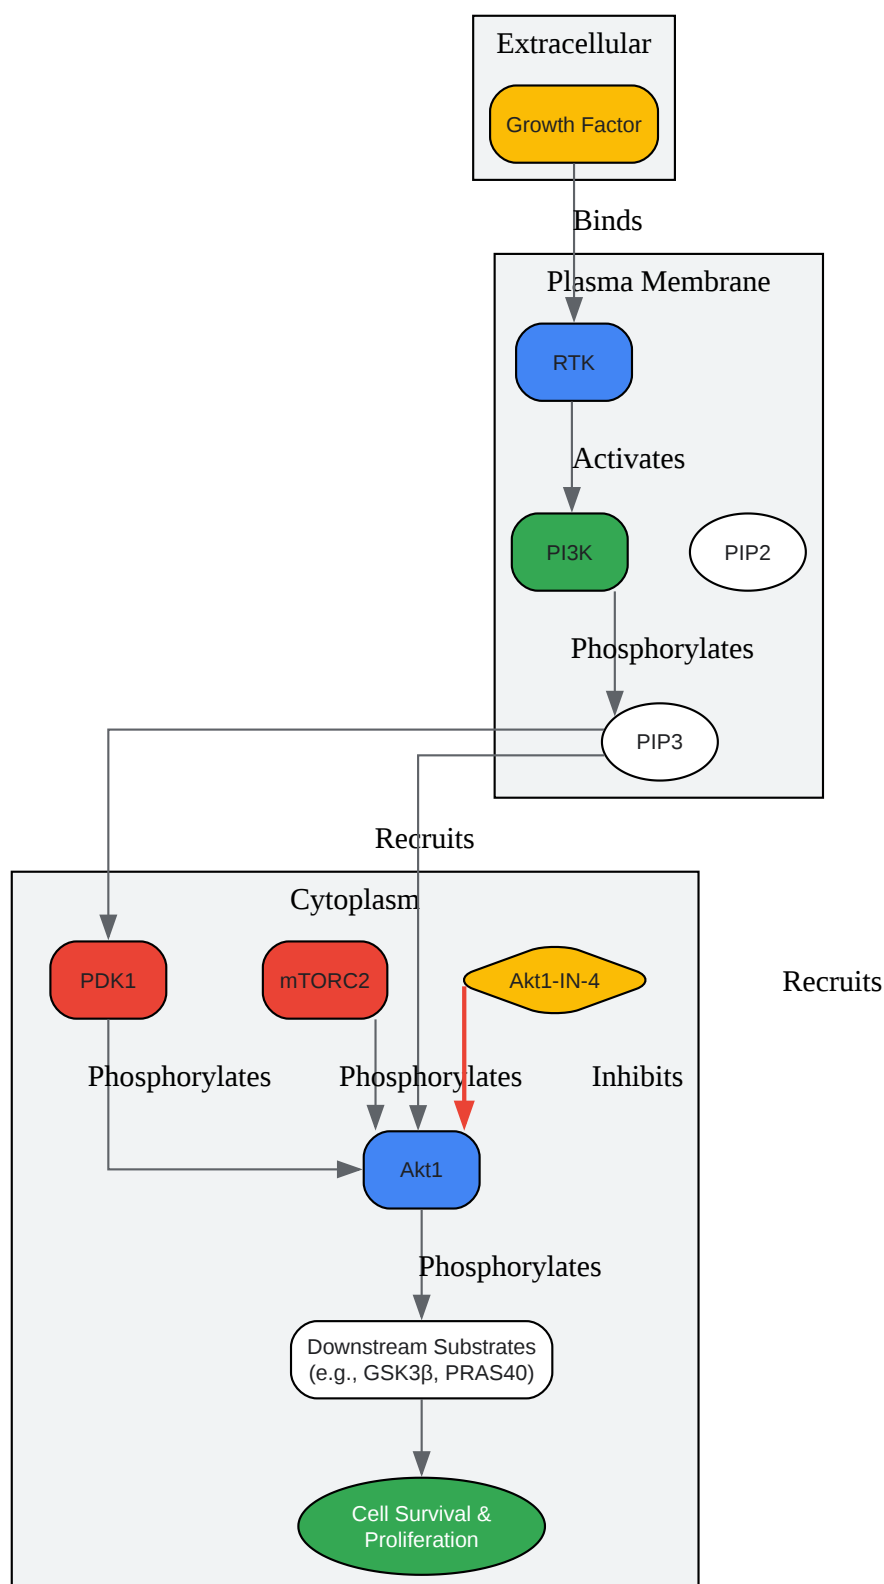 Extracellular
Growth Factor
Binds
Plasma Membrane
RTK
Activates
PI3K
PIP2
Phosphorylates
PIP3
Recruits
Cytoplasm
PDK1
mTORC2
Akt1-IN-4
Recruits
Phosphorylates
Phosphorylates
Inhibits
Akt1
Phosphorylates
Downstream Substrates
(e.g., GSK3β, PRAS40)
Cell Survival &
Proliferation